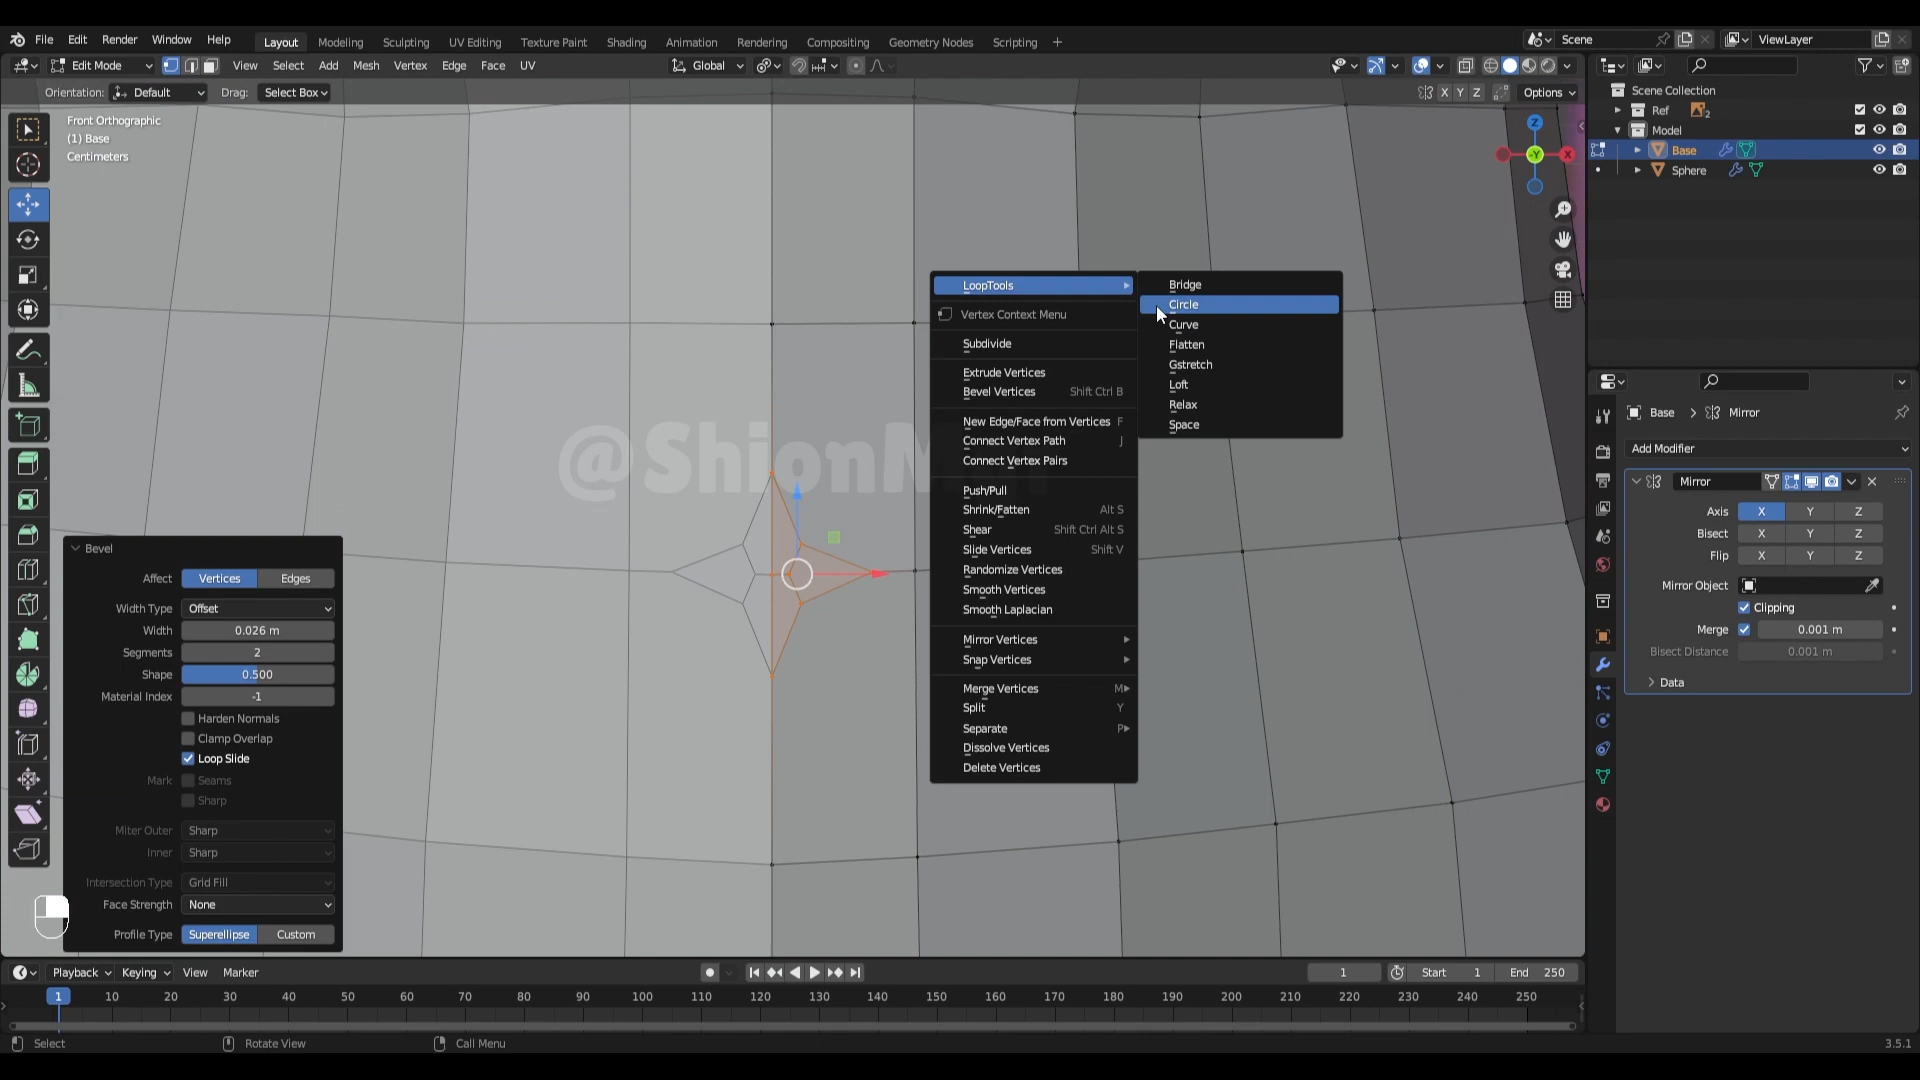 File Edit Render Window Help Layout Modeling Sculpting UV Editing Texture Paint Shading Animation Rendering Compositing Geometry Nodes Scripting + Scene ViewLayer
Edit Mode View Select Add Mesh Vertex Edge Face UV Global
Orientation: Default Drag: Select Box X Y Z Options
Front Orthographic
(1) Base
Centimeters
Z
-Y
X
Scene Collection
Ref 2
Model
Base
Sphere
LoopTools
Vertex Context Menu
Subdivide
Extrude Vertices
Bevel Vertices Shift Ctrl B
New Edge/Face from Vertices F
Connect Vertex Path J
Connect Vertex Pairs
Push/Pull
Shrink/Fatten Alt S
Shear Shift Ctrl Alt S
Slide Vertices Shift V
Randomize Vertices
Smooth Vertices
Smooth Laplacian
Mirror Vertices
Snap Vertices
Merge Vertices M
Split Y
Separate P
Dissolve Vertices
Delete Vertices
Bridge
Circle
Curve
Flatten
Gstretch
Loft
Relax
Space
Bevel
Affect Vertices Edges
Width Type Offset
Width 0.026 m
Segments 2
Shape 0.500
Material Index -1
Harden Normals
Clamp Overlap
Loop Slide
Mark Seams
Sharp
Miter Outer Sharp
Inner Sharp
Intersection Type Grid Fill
Face Strength None
Profile Type Superellipse Custom
Base Mirror
Add Modifier
Mirror
Axis X Y Z
Bisect X Y Z
Flip X Y Z
Mirror Object
Clipping
Merge 0.001 m
Bisect Distance 0.001 m
Data
Playback Keying View Marker 1 Start 1 End 250
1 10 20 30 40 50 60 70 80 90 100 110 120 130 140 150 160 170 180 190 200 210 220 230 240 250
Select Rotate View Call Menu 3.5.1